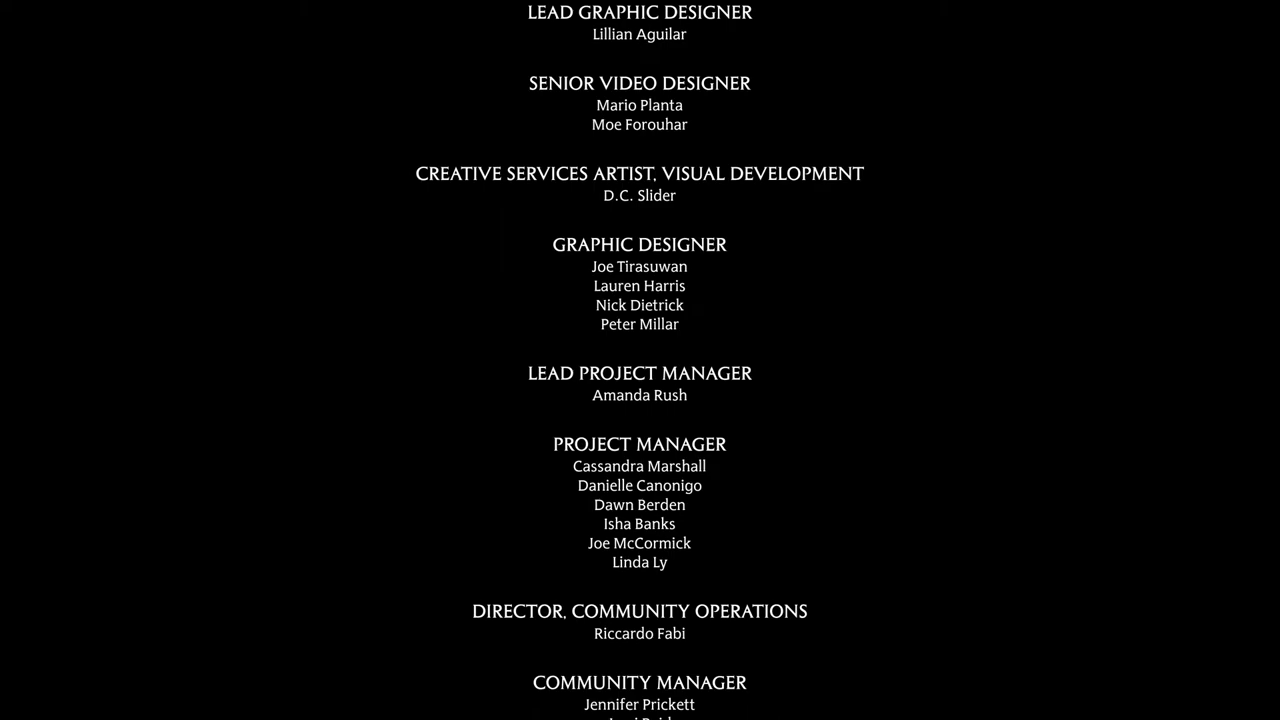 LEAD GRAPHIC DESIGNER
Lillian Aguilar
SENIOR VIDEO DESIGNER
Mario Planta
Moe Forouhar
CREATIVE SERVICES ARTIST, VISUAL DEVELOPMENT
D.C. Slider
GRAPHIC DESIGNER
Joe Tirasuwan
Lauren Harris
Nick Dietrick
Peter Millar
LEAD PROJECT MANAGER
Amanda Rush
PROJECT MANAGER
Cassandra Marshall
Danielle Canonigo
Dawn Berden
Isha Banks
Joe McCormick
Linda Ly
DIRECTOR, COMMUNITY OPERATIONS
Riccardo Fabi
COMMUNITY MANAGER
Jennifer Prickett